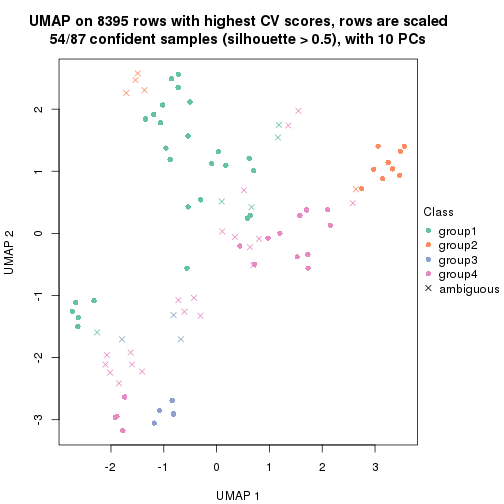 UMAP on 8395 rows with highest CV scores, rows are scaled
54/87 confident samples (silhouette > 0.5), with 10 PCs
UMAP 2
2
1
0
-1
-2
-3
-2
-1
0
1
2
3
UMAP 1
Class
group1
group2
group3
group4
ambiguous